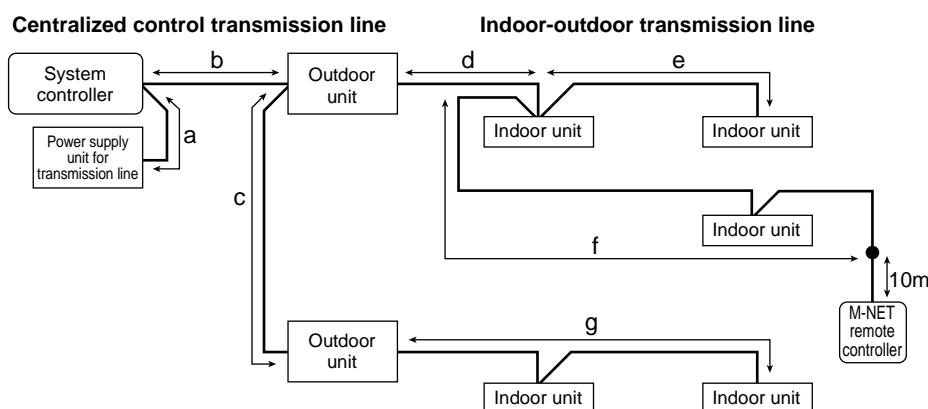 Centralized control transmission line
Indoor-outdoor transmission line
System
controller
b
Outdoor
unit
d
e
a
Power supply
unit for
transmission line
Indoor unit
Indoor unit
c
Indoor unit
f
10m
M-NET
remote
controller
Outdoor
unit
g
Indoor unit
Indoor unit